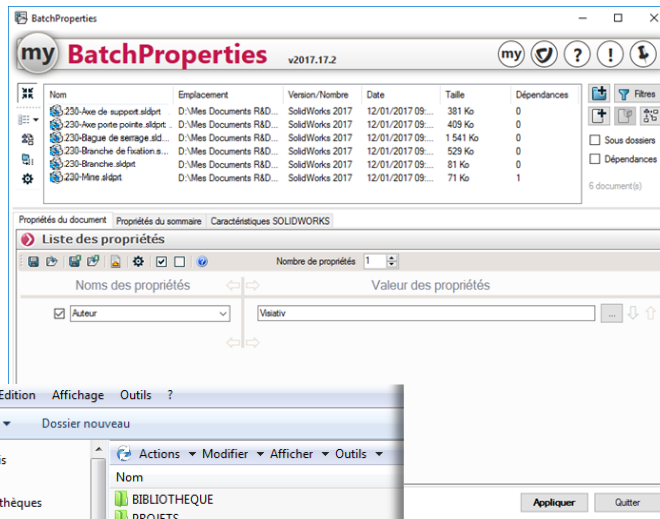 BatchProperties
my BatchProperties v2017.17.2 my ? !
Nom Emplacement Version/Nombre Date Taille Dépendances
230-Axe de support.sldprt D:\Mes Documents R&D... SolidWorks 2017 12/01/2017 09:... 381 Ko 0
230-Axe porte pointe.sldprt D:\Mes Documents R&D... SolidWorks 2017 12/01/2017 09:... 409 Ko 0
230-Bague de serrage.sld... D:\Mes Documents R&D... SolidWorks 2017 12/01/2017 09:... 1 541 Ko 0
230-Branche de fixation.s... D:\Mes Documents R&D... SolidWorks 2017 12/01/2017 09:... 529 Ko 0
230-Branche.sldprt D:\Mes Documents R&D... SolidWorks 2017 12/01/2017 09:... 81 Ko 0
230-Mine.sldprt D:\Mes Documents R&D... SolidWorks 2017 12/01/2017 09:... 71 Ko 1
Filtres
Sous dossiers
Dépendances
6 document(s)
Propriétés du document Propriétés du sommaire Caractéristiques SOLIDWORKS
Liste des propriétés
Nombre de propriétés 1
Noms des propriétés Valeur des propriétés
Auteur Visiativ ...
Edition Affichage Outils ?
Dossier nouveau
Actions Modifier Afficher Outils
Nom
thèques BIBLIOTHEQUE
PROJETS
Appliquer Quitter